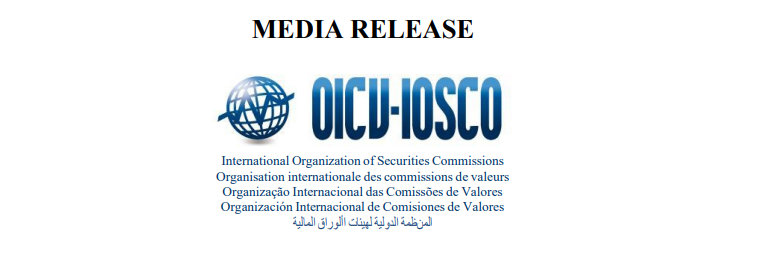 MEDIA RELEASE
OICU-IOSCO
International Organization of Securities Commissions
Organisation internationale des commissions de valeurs
Organização Internacional das Comissões de Valores
Organización Internacional de Comisiones de Valores
المنظمة الدولية لهيئات األوراق المالية